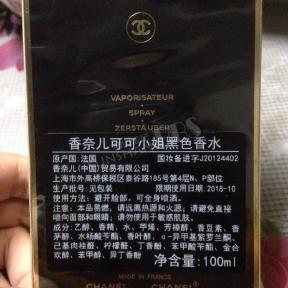 VAPORISATEUR
SPRAY
ZERSTÄUBER
香奈儿可可小姐黑色香水
原产国:法国 国妆备进字J20124402
香奈儿(中国)贸易有限公司
上海市外高桥保税区泰谷路185号第4层N、P部位
生产批号:见包装 限期使用日期:2018-10
使用方法:避开脸部,可全身喷洒。
注意:本品易燃,请远离热源和火源;请避免直接
喷向面部和眼部。请勿使用于敏感肌肤。
成分:乙醇、香精、水、芋烯、芳樟醇、香豆素、香
茅醇、水杨酸苄酯、香叶醇、α-异甲基紫罗兰酮、
己基肉桂醛、柠檬醛、丁香酚、苯甲酸苄酯、金合
欢醇、苯甲醇、异丁香酚
净含量:100ml
MADE IN FRANCE
CHANEL CHANEL